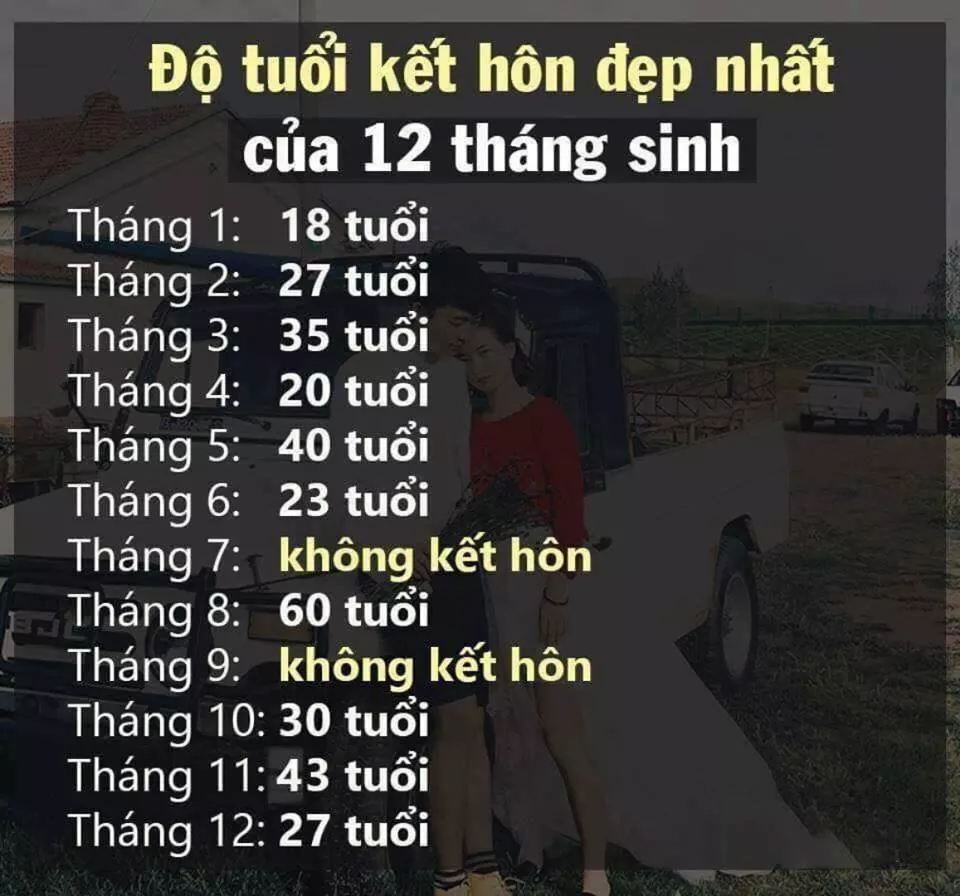 Độ tuổi kết hôn đẹp nhất
của 12 tháng sinh
Tháng 1: 18 tuổi
Tháng 2: 27 tuổi
Tháng 3: 35 tuổi
Tháng 4: 20 tuổi
Tháng 5: 40 tuổi
Tháng 6: 23 tuổi
Tháng 7: không kết hôn
Tháng 8: 60 tuổi
Tháng 9: không kết hôn
Tháng 10: 30 tuổi
Tháng 11: 43 tuổi
Tháng 12: 27 tuổi